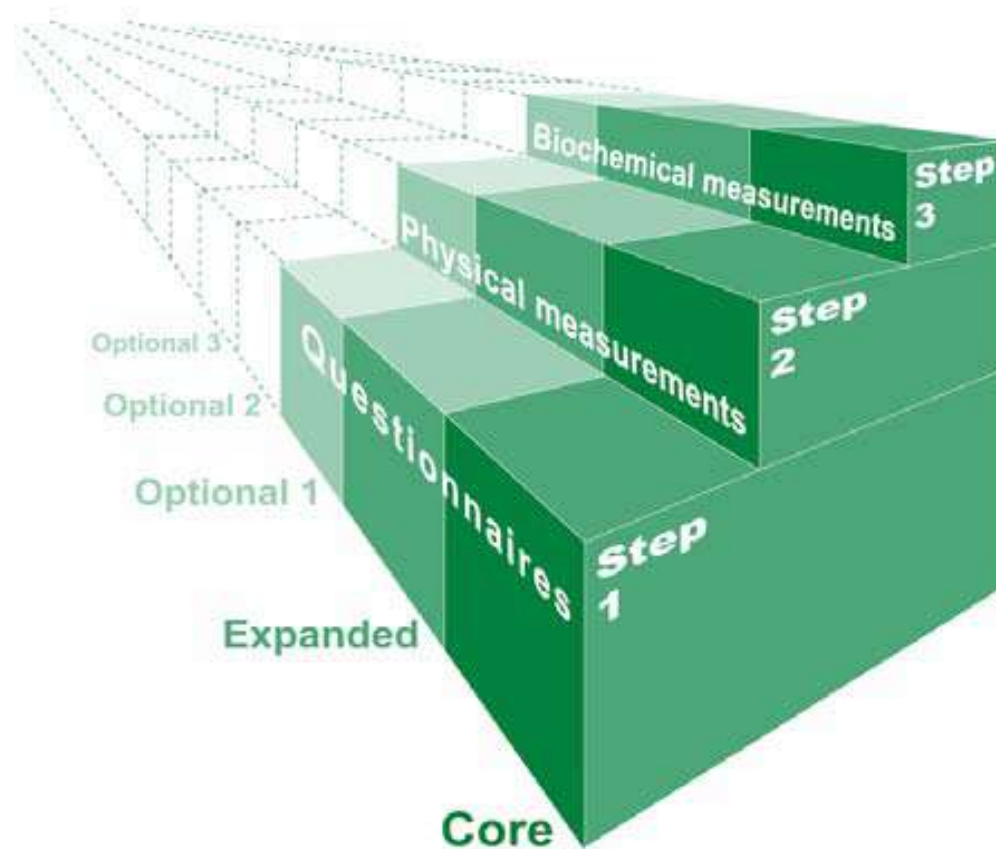 Biochemical measurements
Step
3
Physical measurements
Step
2
Optional 3
Optional 2
Questionnaires
Optional 1
Step
1
Expanded
Core